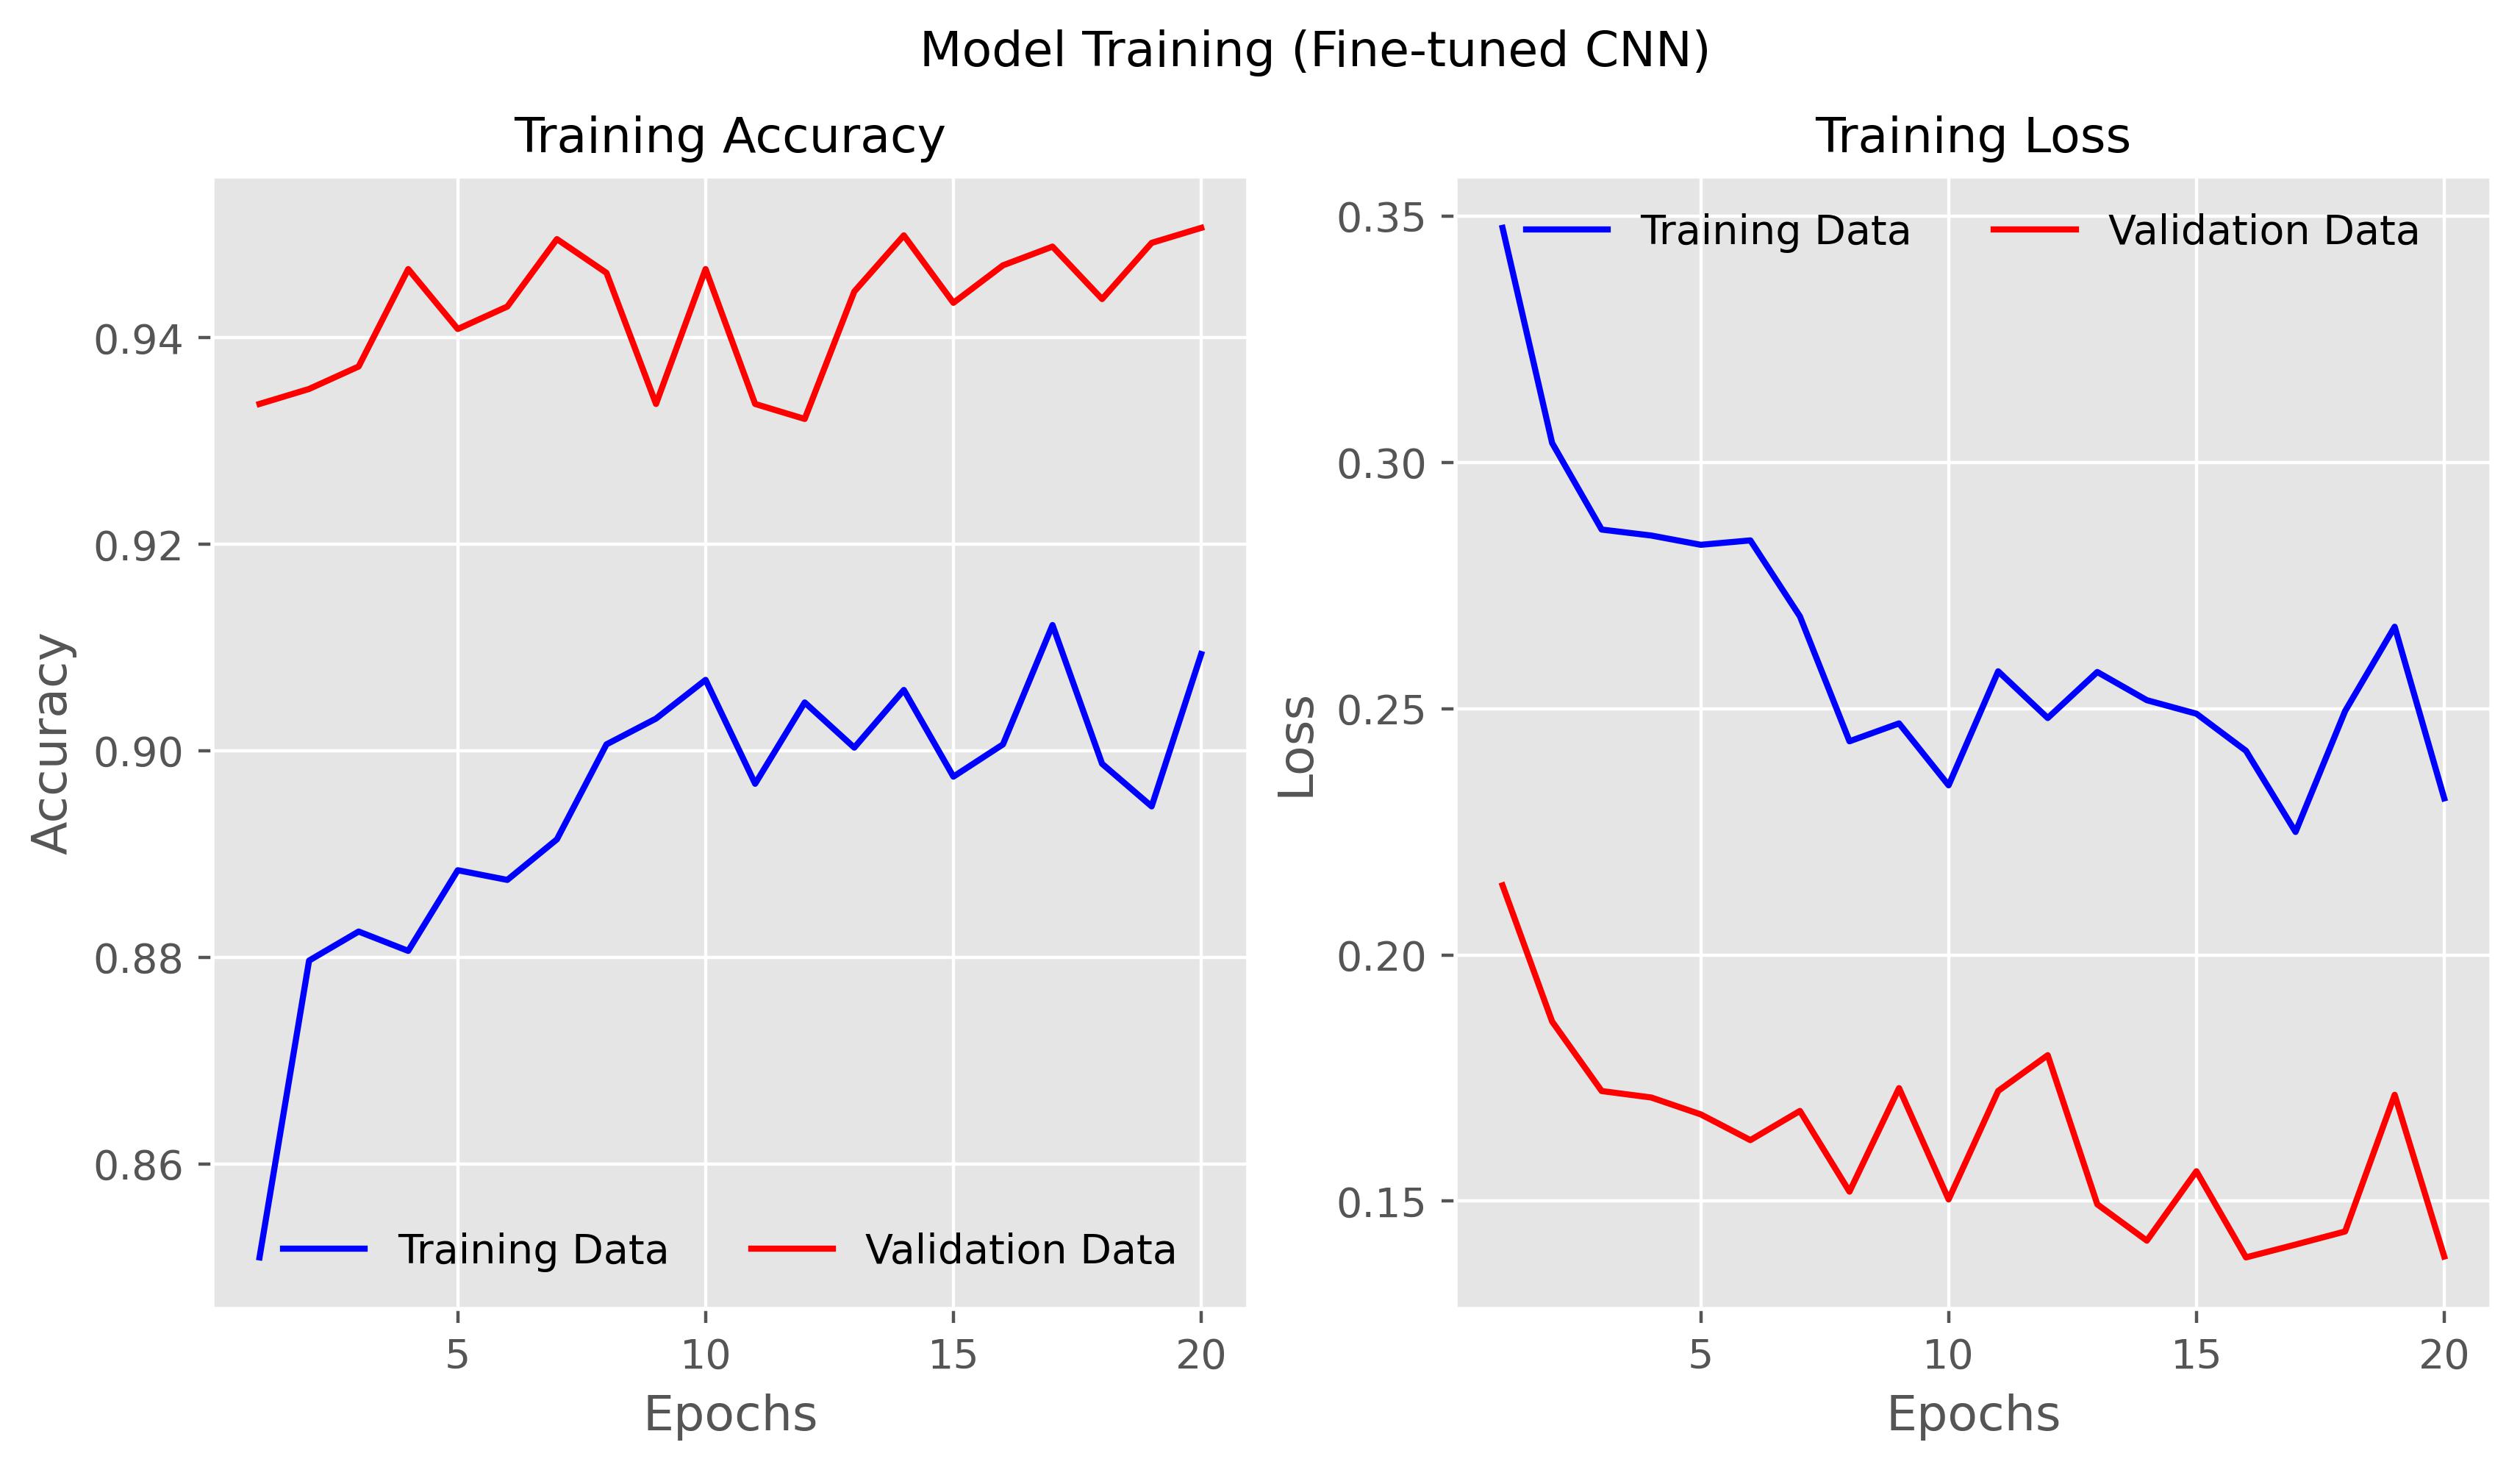 Model Training (Fine-tuned CNN)
Training Accuracy
Accuracy
0.94
0.92
0.90
0.88
0.86
Training Data
Validation Data
5
10
15
20
Epochs
Training Loss
Loss
0.35
0.30
0.25
0.20
0.15
Training Data
Validation Data
5
10
15
20
Epochs